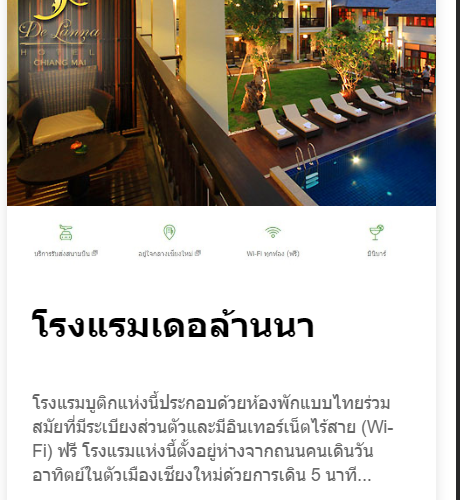 De Lanna
HOTEL
CHIANG MAI
บริการรับส่งสนามบิน
อยู่ใจกลางเชียงใหม่
Wi-Fi ทุกห้อง (ฟรี)
มินิบาร์
โรงแรมเดอล้านนา
โรงแรมบูติกแห่งนี้ประกอบด้วยห้องพักแบบไทยร่วม
สมัยที่มีระเบียงส่วนตัวและมีอินเทอร์เน็ตไร้สาย (Wi-
Fi) ฟรี โรงแรมแห่งนี้ตั้งอยู่ห่างจากถนนคนเดินวัน
อาทิตย์ในตัวเมืองเชียงใหม่ด้วยการเดิน 5 นาที...